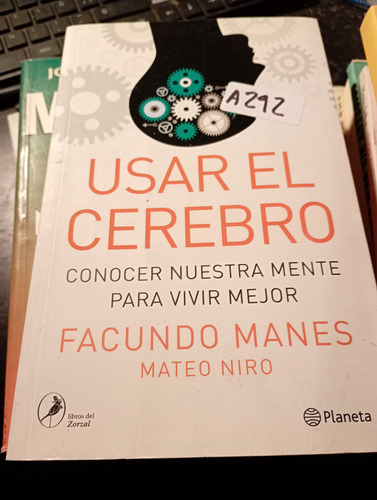 A292
USAR EL
CEREBRO
CONOCER NUESTRA MENTE
PARA VIVIR MEJOR
FACUNDO MANES
MATEO NIRO
libros del
Zorzal
Planeta